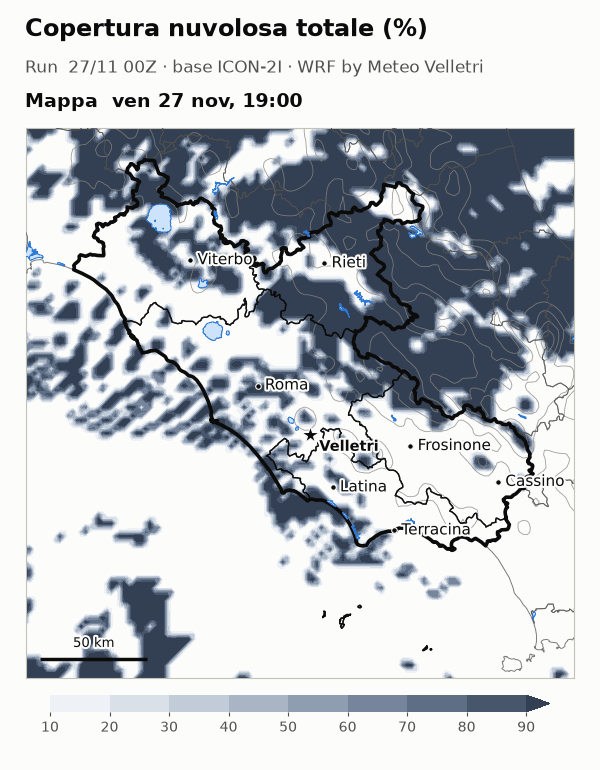 Copertura nuvolosa totale (%)
Run 27/11 00Z · base ICON-2I · WRF by Meteo Velletri
Mappa ven 27 nov, 19:00
Viterbo
Rieti
Roma
Velletri
Frosinone
Cassino
Latina
Terracina
50 km
10 20 30 40 50 60 70 80 90